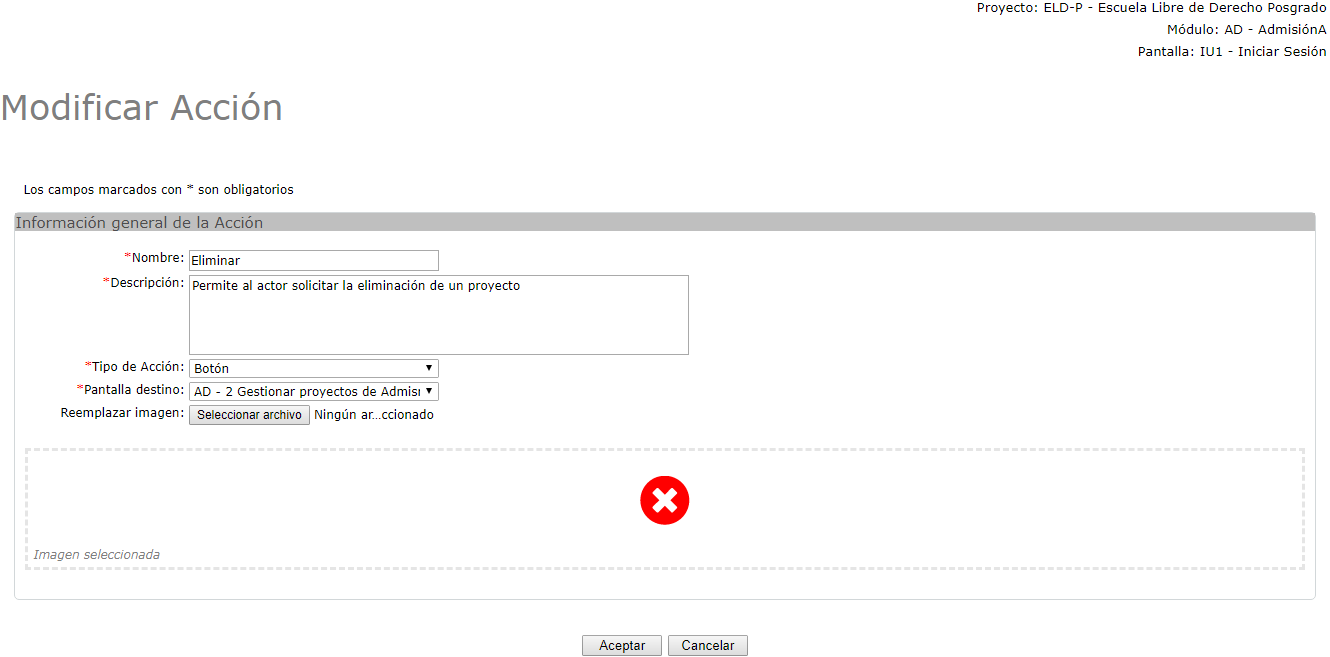 Proyecto: ELD-P - Escuela Libre de Derecho Posgrado
Módulo: AD - AdmisiónA
Pantalla: IU1 - Iniciar Sesión
Modificar Acción
Los campos marcados con * son obligatorios
Información general de la Acción
*Nombre: Eliminar
*Descripción: Permite al actor solicitar la eliminación de un proyecto
*Tipo de Acción: Botón
*Pantalla destino: AD - 2 Gestionar proyectos de Admisi
Reemplazar imagen: Seleccionar archivo Ningún ar...ccionado
Imagen seleccionada
Aceptar Cancelar